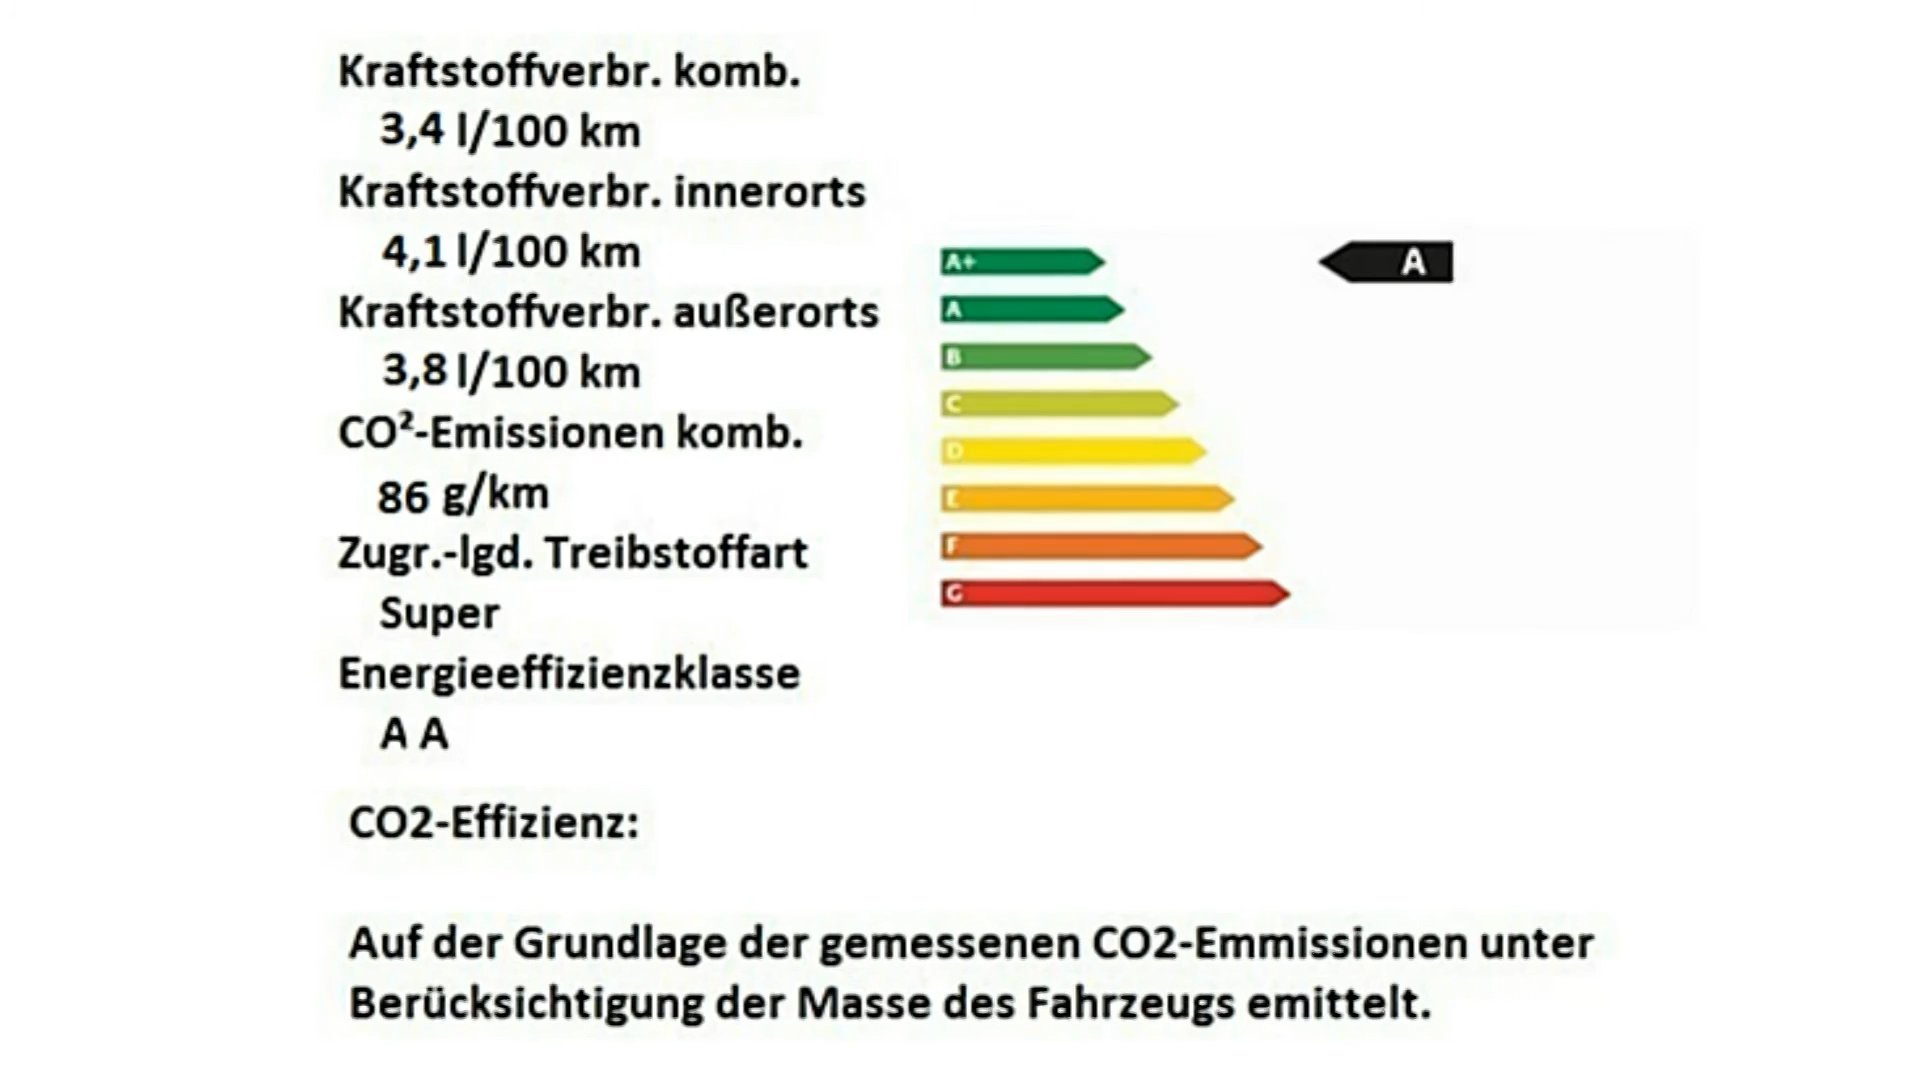 Kraftstoffverbr. komb.
3,4 l/100 km
Kraftstoffverbr. innerorts
4,1 l/100 km
Kraftstoffverbr. außerorts
3,8 l/100 km
CO²-Emissionen komb.
86 g/km
Zugr.-lgd. Treibstoffart
Super
Energieeffizienzklasse
A A
A+
A
A
B
C
D
E
F
G
CO2-Effizienz:
Auf der Grundlage der gemessenen CO2-Emmissionen unter
Berücksichtigung der Masse des Fahrzeugs emittelt.